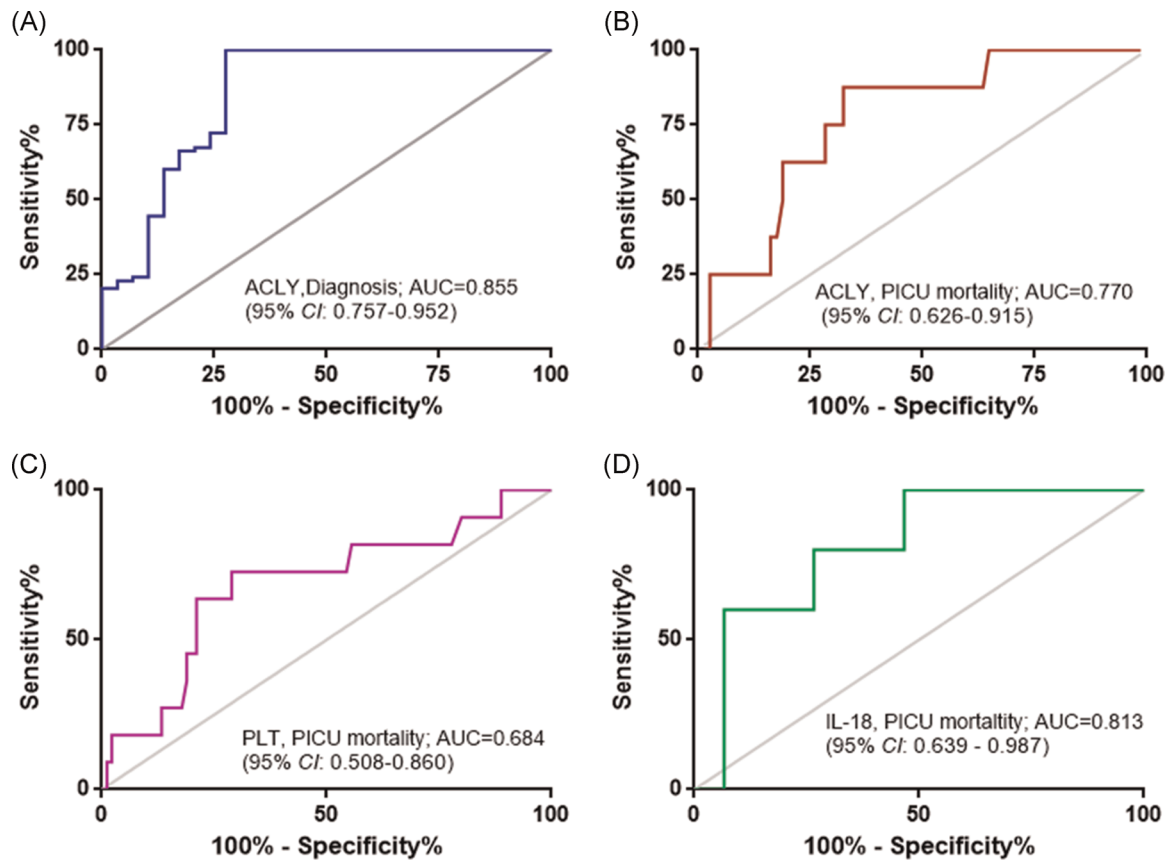 (A)
100
75
50
25
0
Sensitivity%
ACLY,Diagnosis; AUC=0.855
(95% CI: 0.757-0.952)
0 25 50 75 100
100% - Specificity%
(B)
100
75
50
25
0
Sensitivity%
ACLY, PICU mortality; AUC=0.770
(95% CI: 0.626-0.915)
0 25 50 75 100
100% - Specificity%
(C)
100
50
0
Sensitivity%
PLT, PICU mortality; AUC=0.684
(95% CI: 0.508-0.860)
0 50 100
100% - Specificity%
(D)
100
50
0
Sensitivity%
IL-18, PICU mortaltity; AUC=0.813
(95% CI: 0.639 - 0.987)
0 50 100
100% - Specificity%